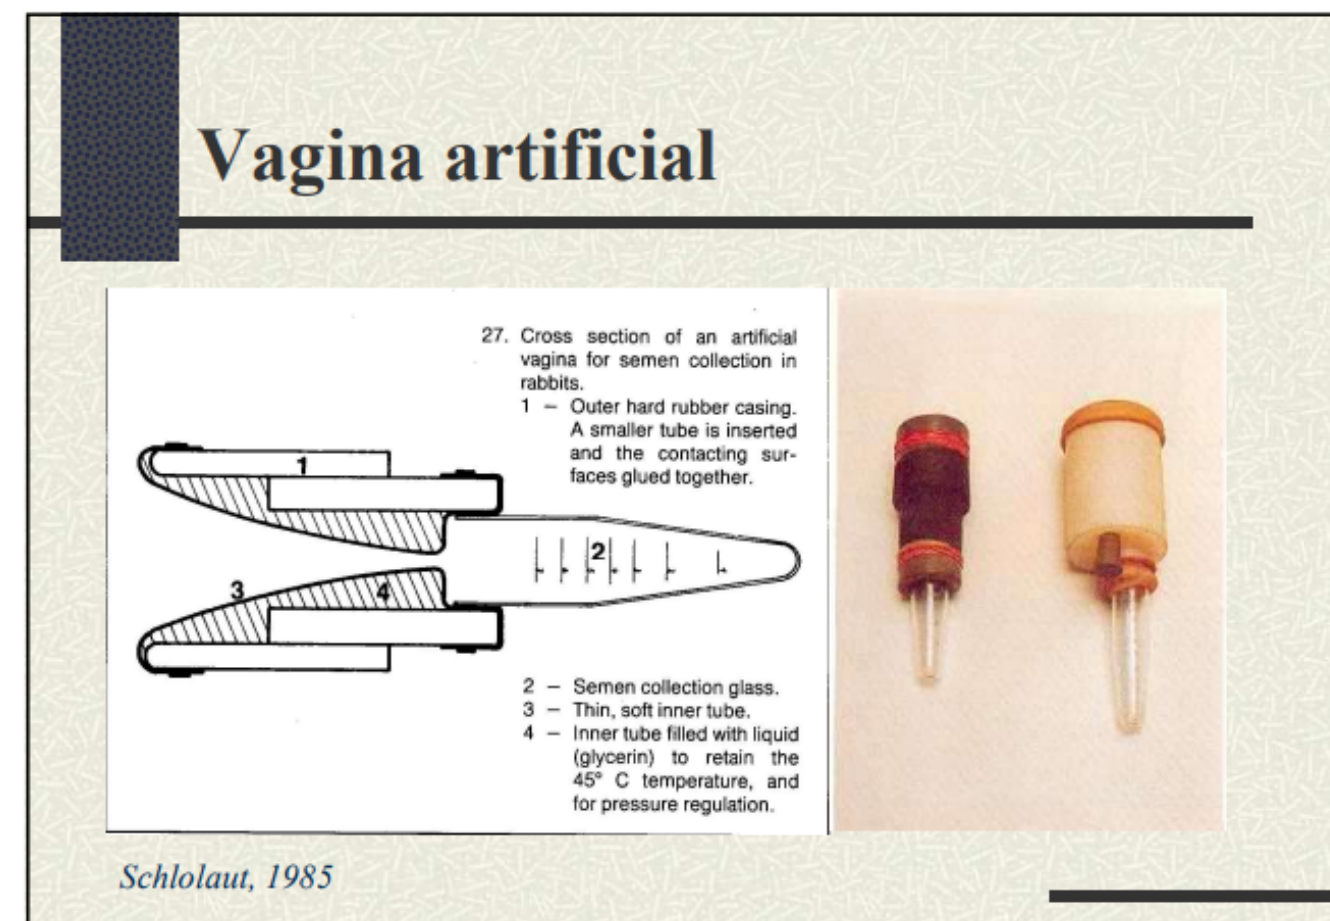 Vagina artificial
27. Cross section of an artificial
vagina for semen collection in
rabbits.
1 – Outer hard rubber casing.
A smaller tube is inserted
and the contacting sur-
faces glued together.
1
2
3
4
2 – Semen collection glass.
3 – Thin, soft inner tube.
4 – Inner tube filled with liquid
(glycerin) to retain the
45° C temperature, and
for pressure regulation.
Schlolaut, 1985